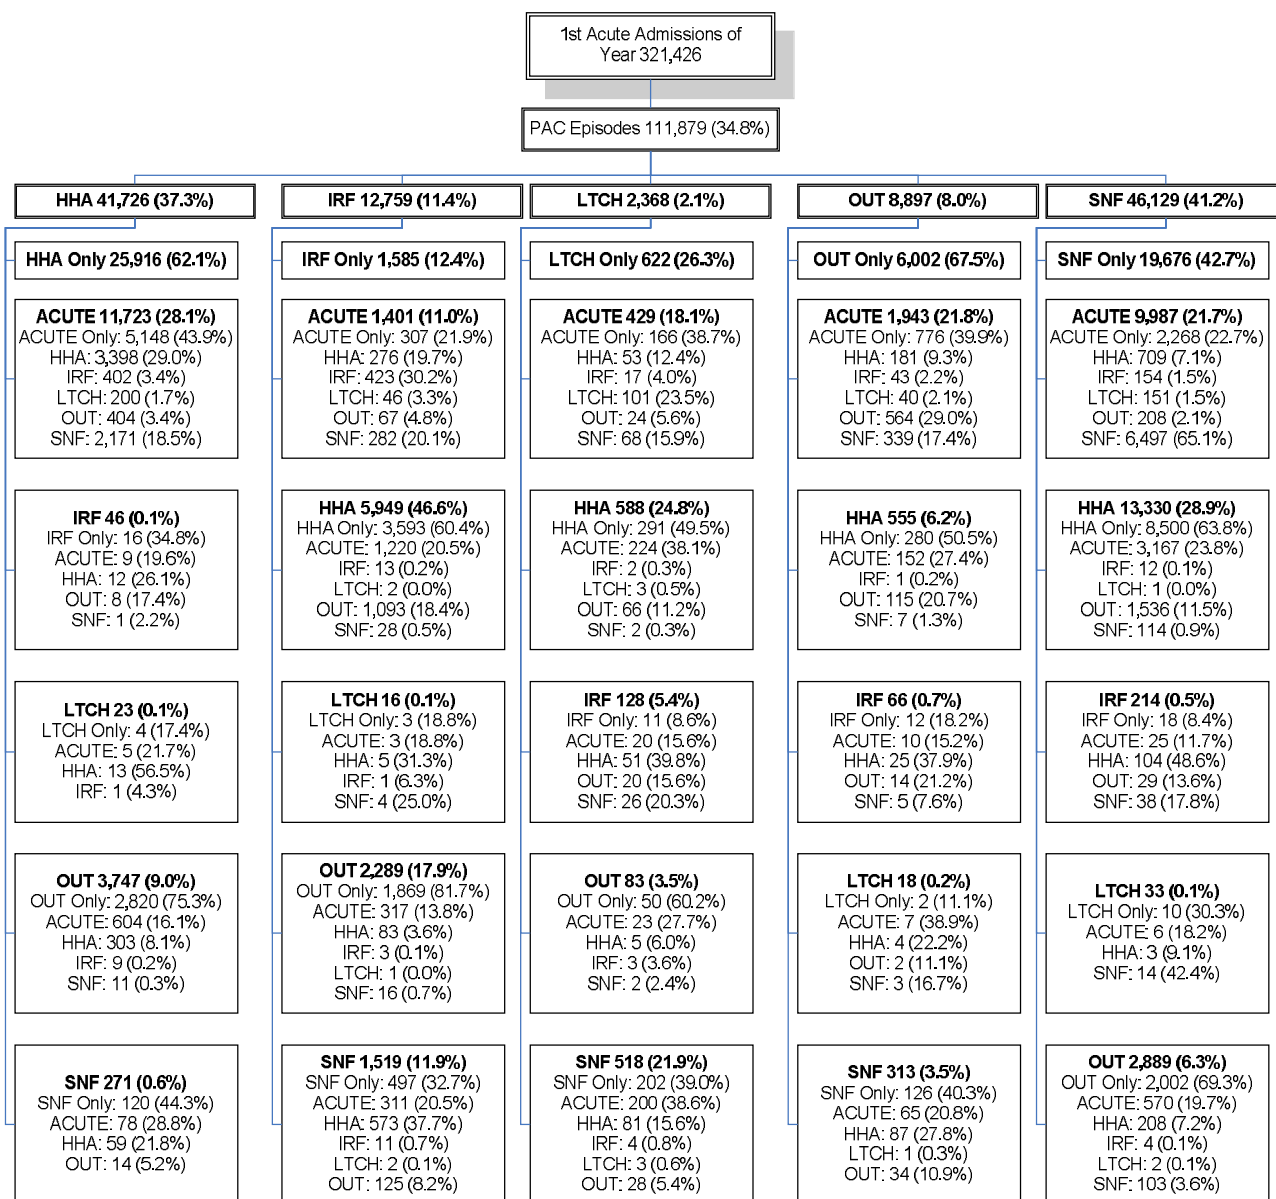 1st Acute Admissions of
Year 321,426
PAC Episodes 111,879 (34.8%)
HHA 41,726 (37.3%)
HHA Only 25,916 (62.1%)
ACUTE 11,723 (28.1%)
ACUTE Only: 5,148 (43.9%)
HHA: 3,398 (29.0%)
IRF: 402 (3.4%)
LTCH: 200 (1.7%)
OUT: 404 (3.4%)
SNF: 2,171 (18.5%)
IRF 46 (0.1%)
IRF Only: 16 (34.8%)
ACUTE: 9 (19.6%)
HHA: 12 (26.1%)
OUT: 8 (17.4%)
SNF: 1 (2.2%)
LTCH 23 (0.1%)
LTCH Only: 4 (17.4%)
ACUTE: 5 (21.7%)
HHA: 13 (56.5%)
IRF: 1 (4.3%)
OUT 3,747 (9.0%)
OUT Only: 2,820 (75.3%)
ACUTE: 604 (16.1%)
HHA: 303 (8.1%)
IRF: 9 (0.2%)
SNF: 11 (0.3%)
SNF 271 (0.6%)
SNF Only: 120 (44.3%)
ACUTE: 78 (28.8%)
HHA: 59 (21.8%)
OUT: 14 (5.2%)
IRF 12,759 (11.4%)
IRF Only 1,585 (12.4%)
ACUTE 1,401 (11.0%)
ACUTE Only: 307 (21.9%)
HHA: 276 (19.7%)
IRF: 423 (30.2%)
LTCH: 46 (3.3%)
OUT: 67 (4.8%)
SNF: 282 (20.1%)
HHA 5,949 (46.6%)
HHA Only: 3,593 (60.4%)
ACUTE: 1,220 (20.5%)
IRF: 13 (0.2%)
LTCH: 2 (0.0%)
OUT: 1,093 (18.4%)
SNF: 28 (0.5%)
LTCH 16 (0.1%)
LTCH Only: 3 (18.8%)
ACUTE: 3 (18.8%)
HHA: 5 (31.3%)
IRF: 1 (6.3%)
SNF: 4 (25.0%)
OUT 2,289 (17.9%)
OUT Only: 1,869 (81.7%)
ACUTE: 317 (13.8%)
HHA: 83 (3.6%)
IRF: 3 (0.1%)
LTCH: 1 (0.0%)
SNF: 16 (0.7%)
SNF 1,519 (11.9%)
SNF Only: 497 (32.7%)
ACUTE: 311 (20.5%)
HHA: 573 (37.7%)
IRF: 11 (0.7%)
LTCH: 2 (0.1%)
OUT: 125 (8.2%)
LTCH 2,368 (2.1%)
LTCH Only 622 (26.3%)
ACUTE 429 (18.1%)
ACUTE Only: 166 (38.7%)
HHA: 53 (12.4%)
IRF: 17 (4.0%)
LTCH: 101 (23.5%)
OUT: 24 (5.6%)
SNF: 68 (15.9%)
HHA 588 (24.8%)
HHA Only: 291 (49.5%)
ACUTE: 224 (38.1%)
IRF: 2 (0.3%)
LTCH: 3 (0.5%)
OUT: 66 (11.2%)
SNF: 2 (0.3%)
IRF 128 (5.4%)
IRF Only: 11 (8.6%)
ACUTE: 20 (15.6%)
HHA: 51 (39.8%)
OUT: 20 (15.6%)
SNF: 26 (20.3%)
OUT 83 (3.5%)
OUT Only: 50 (60.2%)
ACUTE: 23 (27.7%)
HHA: 5 (6.0%)
IRF: 3 (3.6%)
SNF: 2 (2.4%)
SNF 518 (21.9%)
SNF Only: 202 (39.0%)
ACUTE: 200 (38.6%)
HHA: 81 (15.6%)
IRF: 4 (0.8%)
LTCH: 3 (0.6%)
OUT: 28 (5.4%)
OUT 8,897 (8.0%)
OUT Only 6,002 (67.5%)
ACUTE 1,943 (21.8%)
ACUTE Only: 776 (39.9%)
HHA: 181 (9.3%)
IRF: 43 (2.2%)
LTCH: 40 (2.1%)
OUT: 564 (29.0%)
SNF: 339 (17.4%)
HHA 555 (6.2%)
HHA Only: 280 (50.5%)
ACUTE: 152 (27.4%)
IRF: 1 (0.2%)
OUT: 115 (20.7%)
SNF: 7 (1.3%)
IRF 66 (0.7%)
IRF Only: 12 (18.2%)
ACUTE: 10 (15.2%)
HHA: 25 (37.9%)
OUT: 14 (21.2%)
SNF: 5 (7.6%)
LTCH 18 (0.2%)
LTCH Only: 2 (11.1%)
ACUTE: 7 (38.9%)
HHA: 4 (22.2%)
OUT: 2 (11.1%)
SNF: 3 (16.7%)
SNF 313 (3.5%)
SNF Only: 126 (40.3%)
ACUTE: 65 (20.8%)
HHA: 87 (27.8%)
LTCH: 1 (0.3%)
OUT: 34 (10.9%)
SNF 46,129 (41.2%)
SNF Only 19,676 (42.7%)
ACUTE 9,987 (21.7%)
ACUTE Only: 2,268 (22.7%)
HHA: 709 (7.1%)
IRF: 154 (1.5%)
LTCH: 151 (1.5%)
OUT: 208 (2.1%)
SNF: 6,497 (65.1%)
HHA 13,330 (28.9%)
HHA Only: 8,500 (63.8%)
ACUTE: 3,167 (23.8%)
IRF: 12 (0.1%)
LTCH: 1 (0.0%)
OUT: 1,536 (11.5%)
SNF: 114 (0.9%)
IRF 214 (0.5%)
IRF Only: 18 (8.4%)
ACUTE: 25 (11.7%)
HHA: 104 (48.6%)
OUT: 29 (13.6%)
SNF: 38 (17.8%)
LTCH 33 (0.1%)
LTCH Only: 10 (30.3%)
ACUTE: 6 (18.2%)
HHA: 3 (9.1%)
SNF: 14 (42.4%)
OUT 2,889 (6.3%)
OUT Only: 2,002 (69.3%)
ACUTE: 570 (19.7%)
HHA: 208 (7.2%)
IRF: 4 (0.1%)
LTCH: 2 (0.1%)
SNF: 103 (3.6%)